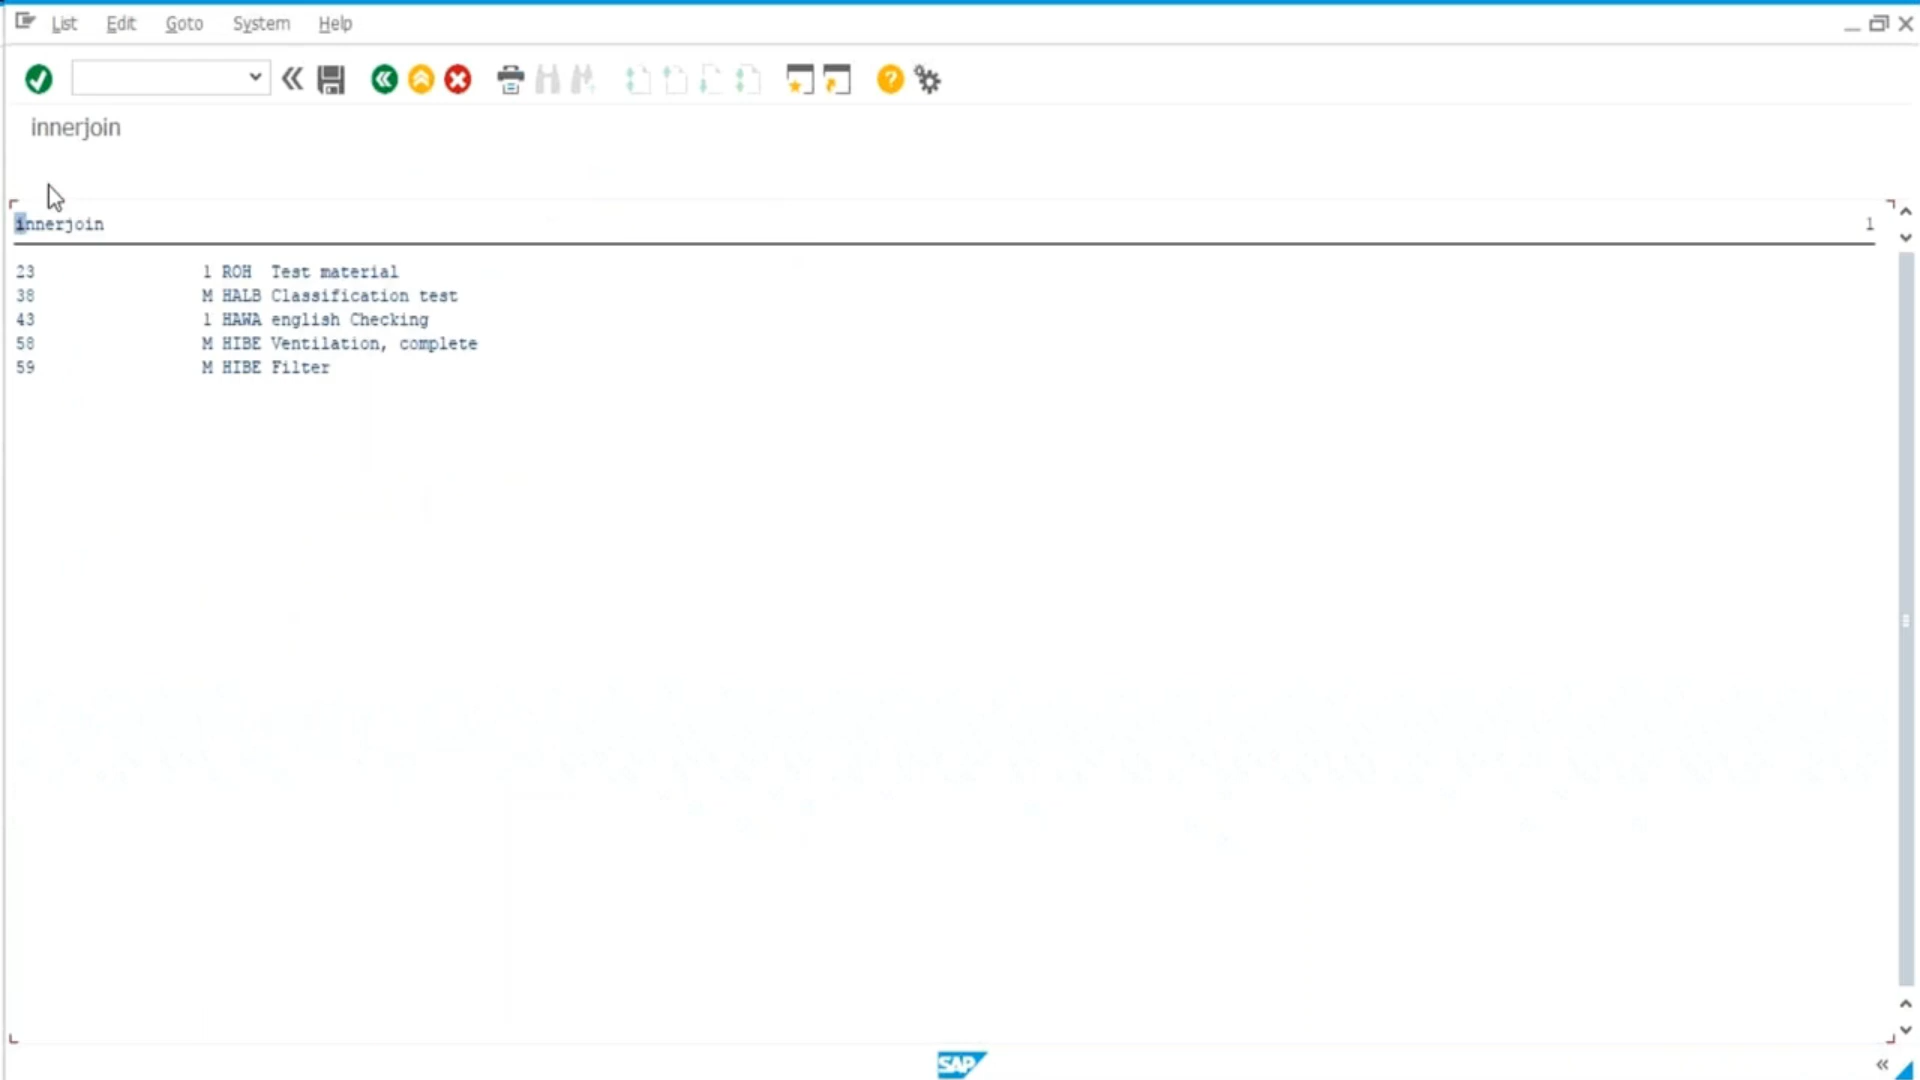 List Edit Goto System Help
innerjoin
innerjoin 1
23 1 ROH Test material
38 M HALB Classification test
43 1 HAWA english Checking
58 M HIBE Ventilation, complete
59 M HIBE Filter
SAP